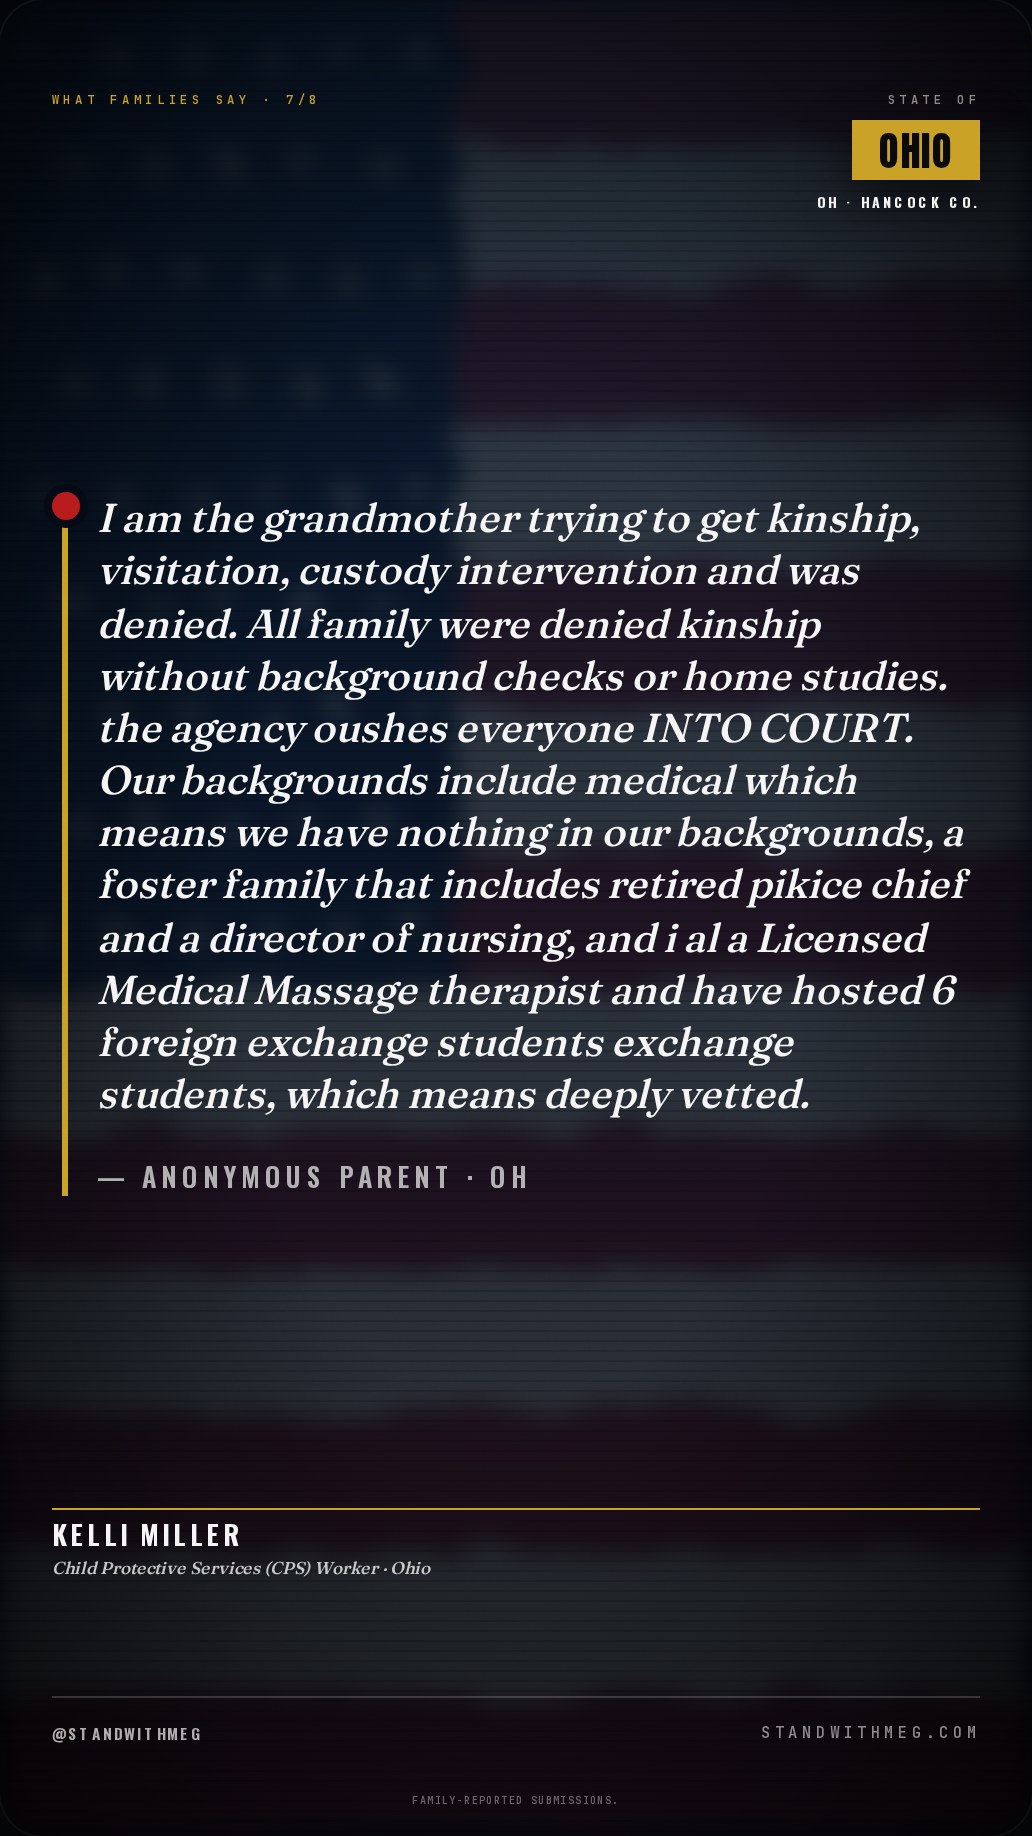 WHAT FAMILIES SAY · 7/8
STATE OF
OHIO
OH · HANCOCK CO.
I am the grandmother trying to get kinship,
visitation, custody intervention and was
denied. All family were denied kinship
without background checks or home studies.
the agency oushes everyone INTO COURT.
Our backgrounds include medical which
means we have nothing in our backgrounds, a
foster family that includes retired pikice chief
and a director of nursing, and i al a Licensed
Medical Massage therapist and have hosted 6
foreign exchange students exchange
students, which means deeply vetted.
— ANONYMOUS PARENT · OH
KELLI MILLER
Child Protective Services (CPS) Worker · Ohio
@STANDWITHMEG
STANDWITHMEG.COM
FAMILY-REPORTED SUBMISSIONS.